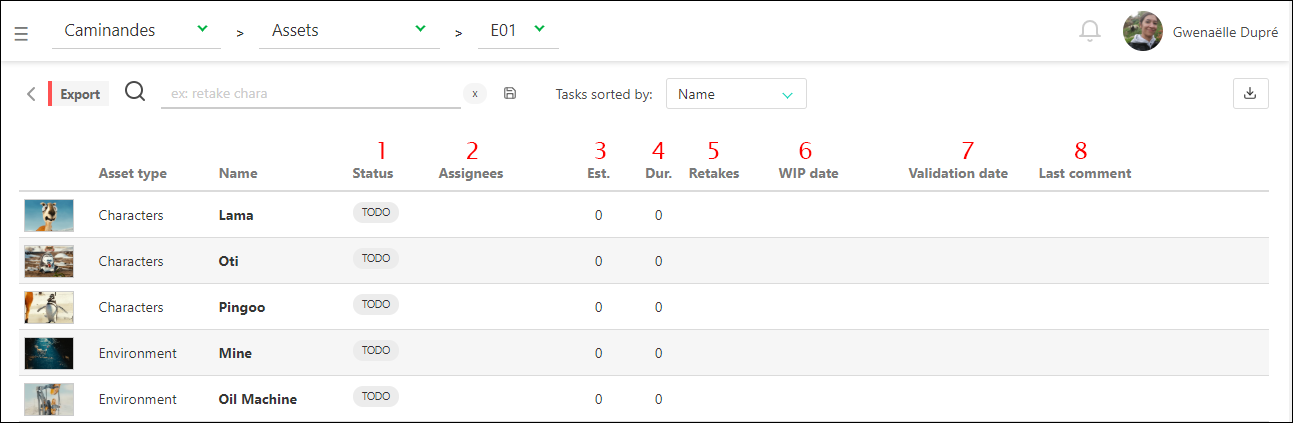 Caminandes > Assets > E01 Gwenaëlle Dupré
Export ex: retake chara x Tasks sorted by: Name
1 2 3 4 5 6 7 8
Asset type Name Status Assignees Est. Dur. Retakes WIP date Validation date Last comment
Characters Lama TODO 0 0
Characters Oti TODO 0 0
Characters Pingoo TODO 0 0
Environment Mine TODO 0 0
Environment Oil Machine TODO 0 0